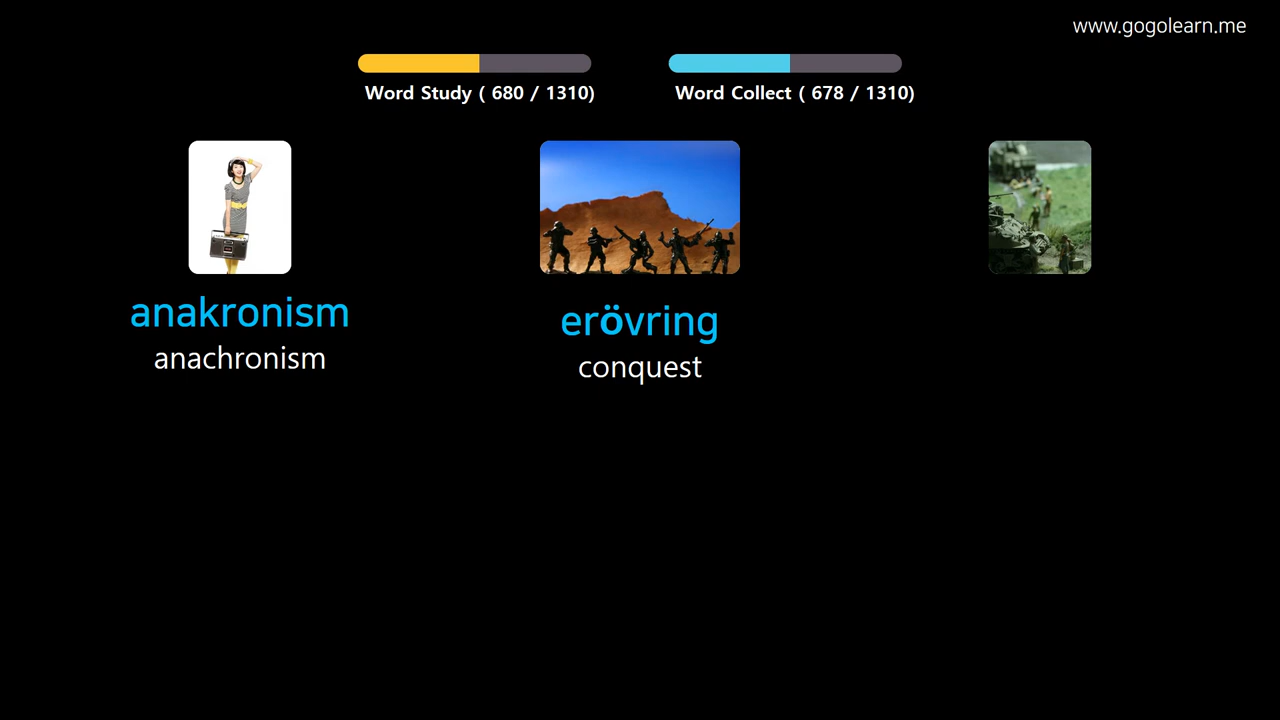 www.gogolearn.me
Word Study ( 680 / 1310)
Word Collect ( 678 / 1310)
anakronism
anachronism
erövring
conquest